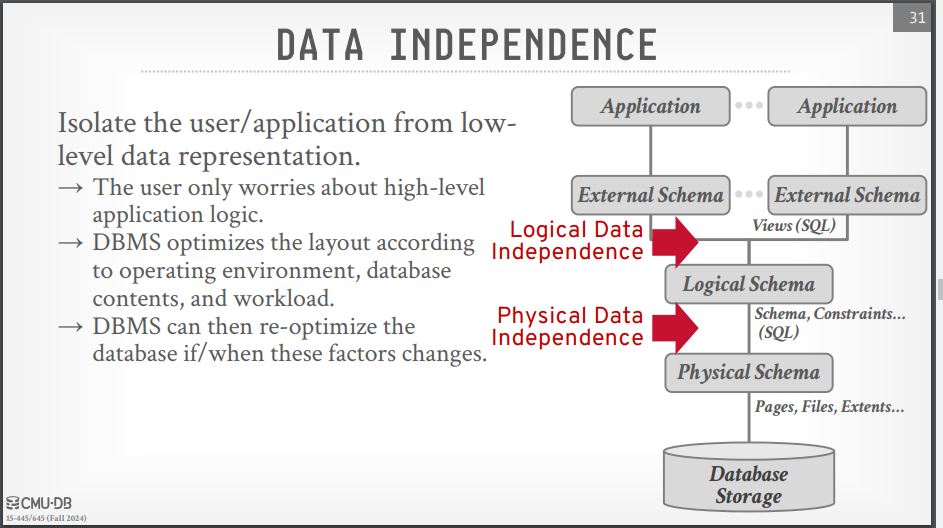 31
DATA INDEPENDENCE
Isolate the user/application from low-
level data representation.
→ The user only worries about high-level
application logic.
→ DBMS optimizes the layout according
to operating environment, database
contents, and workload.
→ DBMS can then re-optimize the
database if/when these factors changes.
Application
Application
External Schema
External Schema
Views (SQL)
Logical Data
Independence
Logical Schema
Schema, Constraints...
(SQL)
Physical Data
Independence
Physical Schema
Pages, Files, Extents...
Database
Storage
CMU·DB
15-445/645 (Fall 2024)